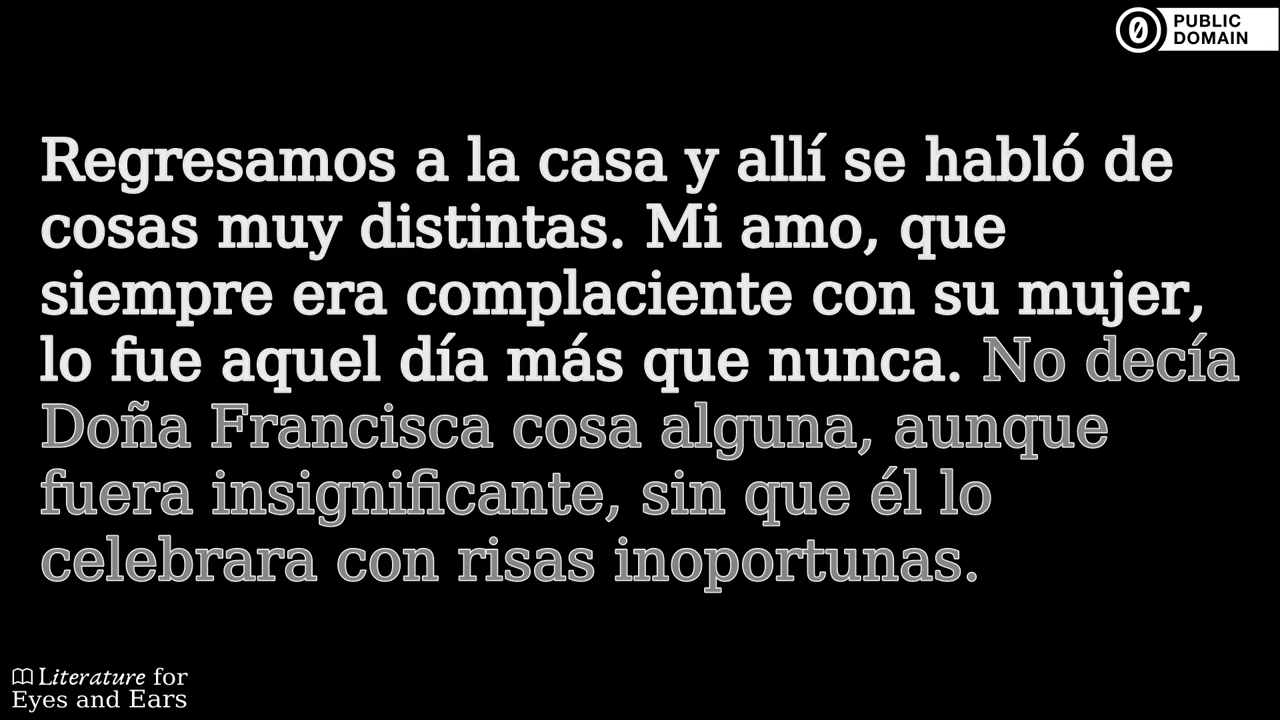 PUBLIC
DOMAIN
Regresamos a la casa y allí se habló de
cosas muy distintas. Mi amo, que
siempre era complaciente con su mujer,
lo fue aquel día más que nunca. No decía
Doña Francisca cosa alguna, aunque
fuera insignificante, sin que él lo
celebrara con risas inoportunas.
Literature for
Eyes and Ears